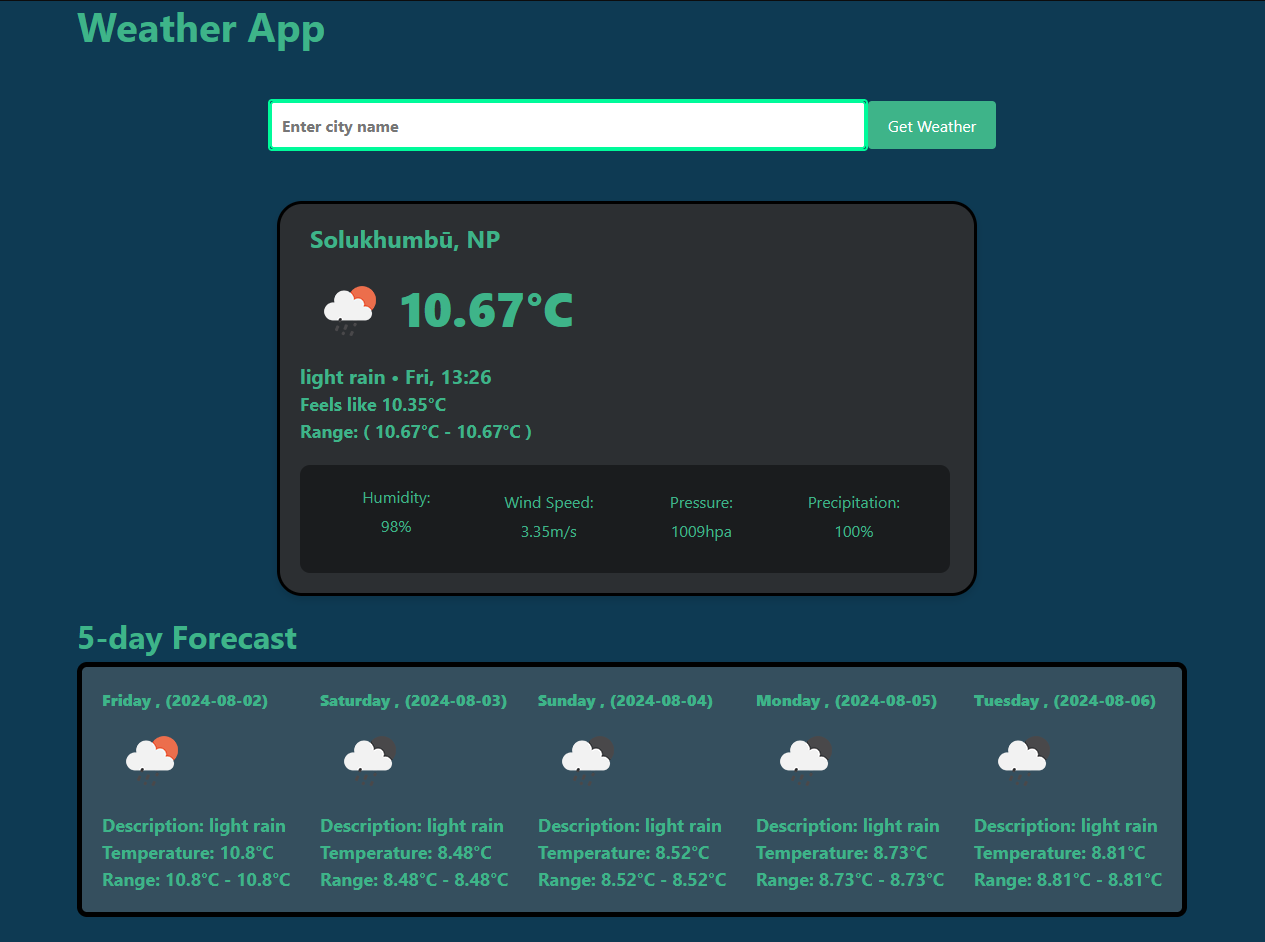 Weather App
Enter city name
Get Weather
Solukhumbū, NP
10.67°C
light rain • Fri, 13:26
Feels like 10.35°C
Range: ( 10.67°C - 10.67°C )
Humidity:
98%
Wind Speed:
3.35m/s
Pressure:
1009hpa
Precipitation:
100%
5-day Forecast
Friday , (2024-08-02)
Description: light rain
Temperature: 10.8°C
Range: 10.8°C - 10.8°C
Saturday , (2024-08-03)
Description: light rain
Temperature: 8.48°C
Range: 8.48°C - 8.48°C
Sunday , (2024-08-04)
Description: light rain
Temperature: 8.52°C
Range: 8.52°C - 8.52°C
Monday , (2024-08-05)
Description: light rain
Temperature: 8.73°C
Range: 8.73°C - 8.73°C
Tuesday , (2024-08-06)
Description: light rain
Temperature: 8.81°C
Range: 8.81°C - 8.81°C